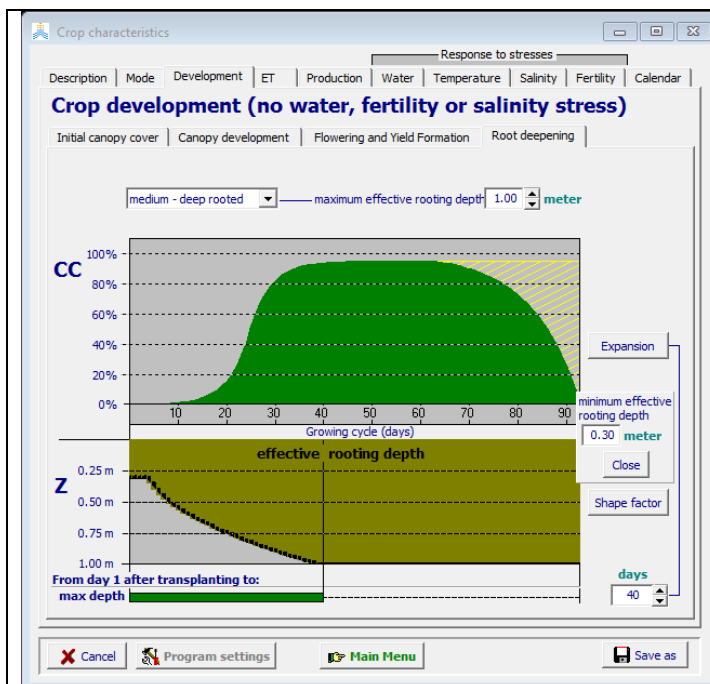 Crop characteristics
Response to stresses
Description Mode Development ET Production Water Temperature Salinity Fertility Calendar
Crop development (no water, fertility or salinity stress)
Initial canopy cover Canopy development Flowering and Yield Formation Root deepening
medium - deep rooted maximum effective rooting depth 1.00 meter
100%
CC
80%
60%
40%
20%
0%
10 20 30 40 50 60 70 80 90
Growing cycle (days)
Expansion
minimum effective
rooting depth
0.30 meter
Close
Shape factor
effective rooting depth
0.25 m
Z
0.50 m
0.75 m
1.00 m
From day 1 after transplanting to:
max depth
days
40
Cancel Program settings Main Menu Save as